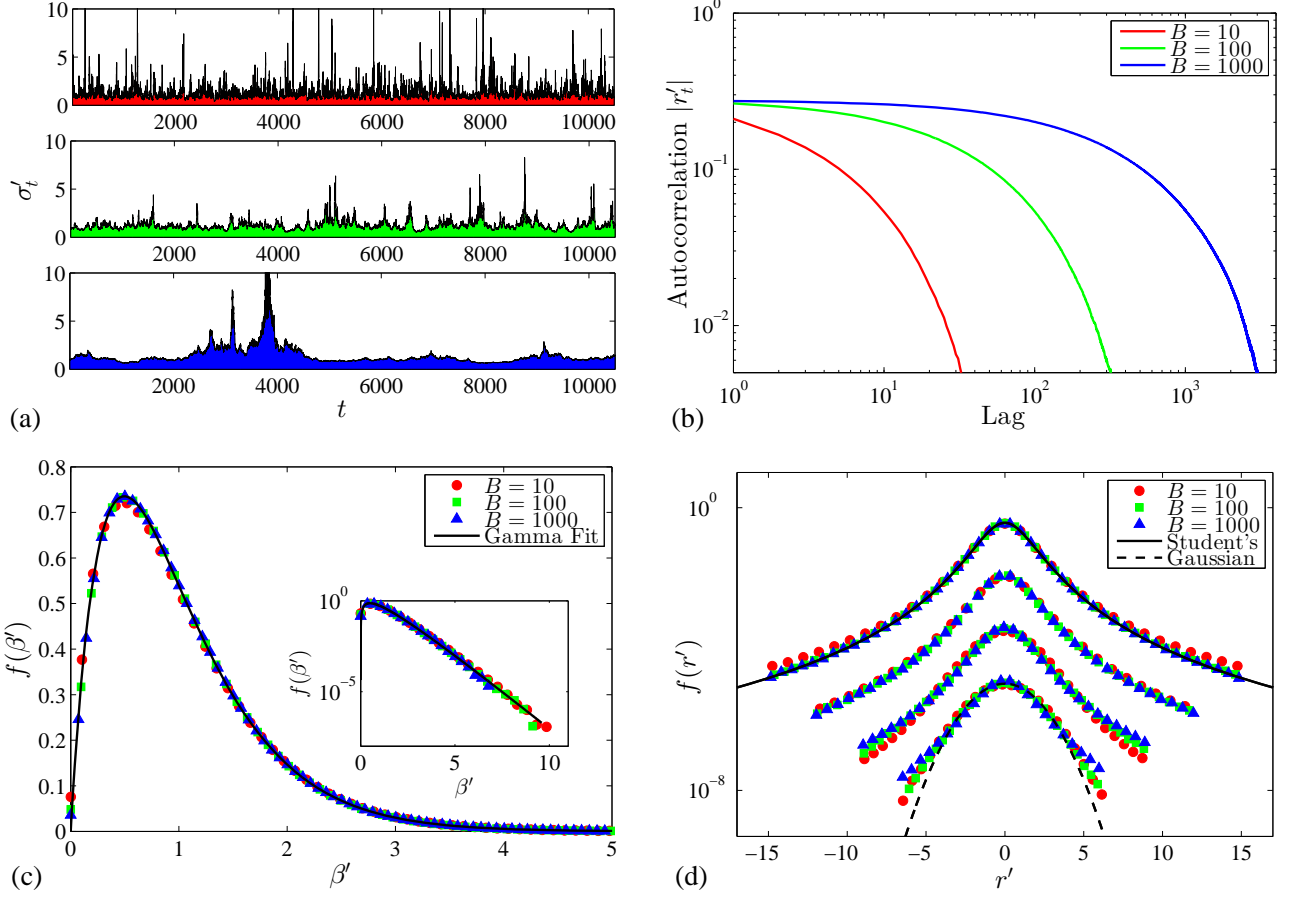 10
5
0
2000 4000 6000 8000 10000
10
5
0
2000 4000 6000 8000 10000
σ′t
10
5
0
2000 4000 6000 8000 10000
t
(a)
10^0
10^−1
10^−2
Autocorrelation |r′t|
B = 10
B = 100
B = 1000
10^0 10^1 10^2 10^3
Lag
(b)
0.8
0.7
0.6
0.5
0.4
0.3
0.2
0.1
0
f(β′)
B = 10
B = 100
B = 1000
Gamma Fit
10^0
10^−5
f(β′)
0 5 10
β′
0 1 2 3 4 5
β′
(c)
10^0
10^−8
f(r′)
B = 10
B = 100
B = 1000
Student's
Gaussian
−15 −10 −5 0 5 10 15
r′
(d)